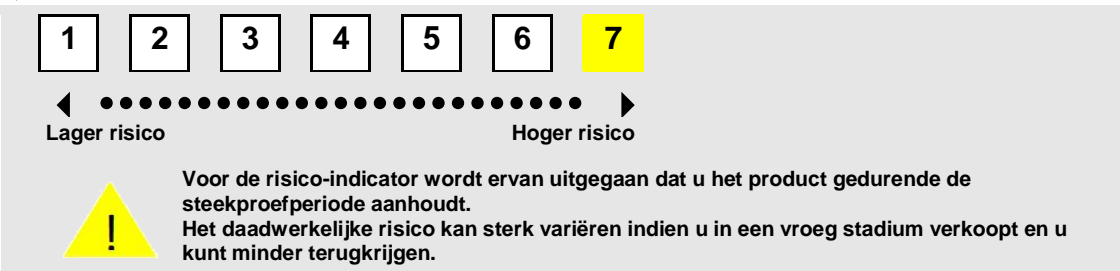 1 2 3 4 5 6 7
Lager risico Hoger risico
!
Voor de risico-indicator wordt ervan uitgegaan dat u het product gedurende de
steekproefperiode aanhoudt.
Het daadwerkelijke risico kan sterk variëren indien u in een vroeg stadium verkoopt en u
kunt minder terugkrijgen.